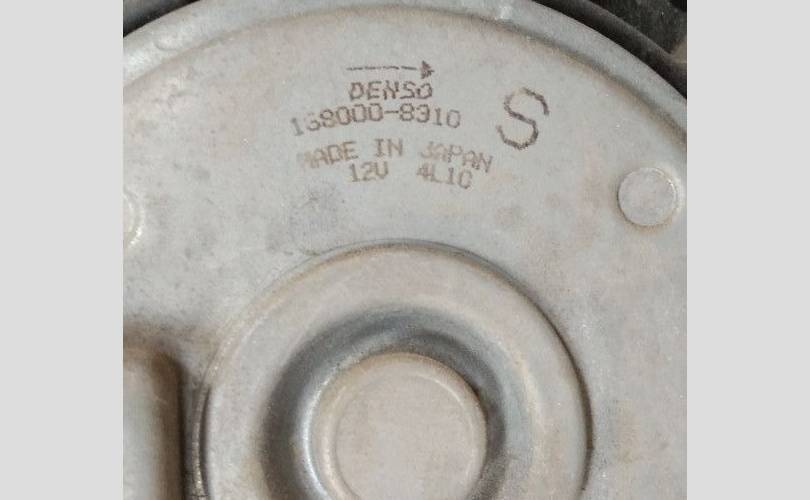 DENSO
168000-8310
S
MADE IN JAPAN
12V 4L10